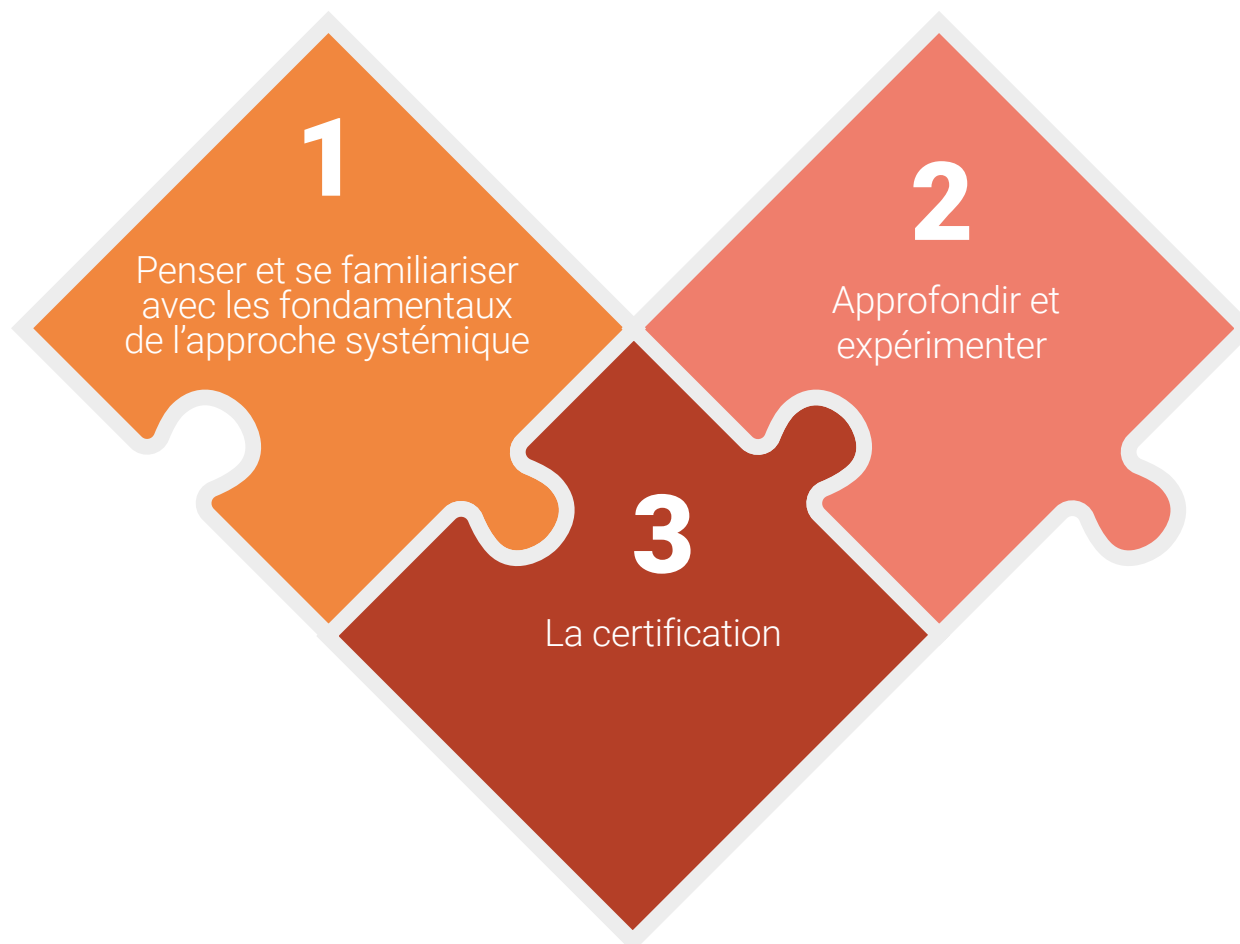 1
Penser et se familiariser
avec les fondamentaux
de l’approche systémique
2
Approfondir et
expérimenter
3
La certification